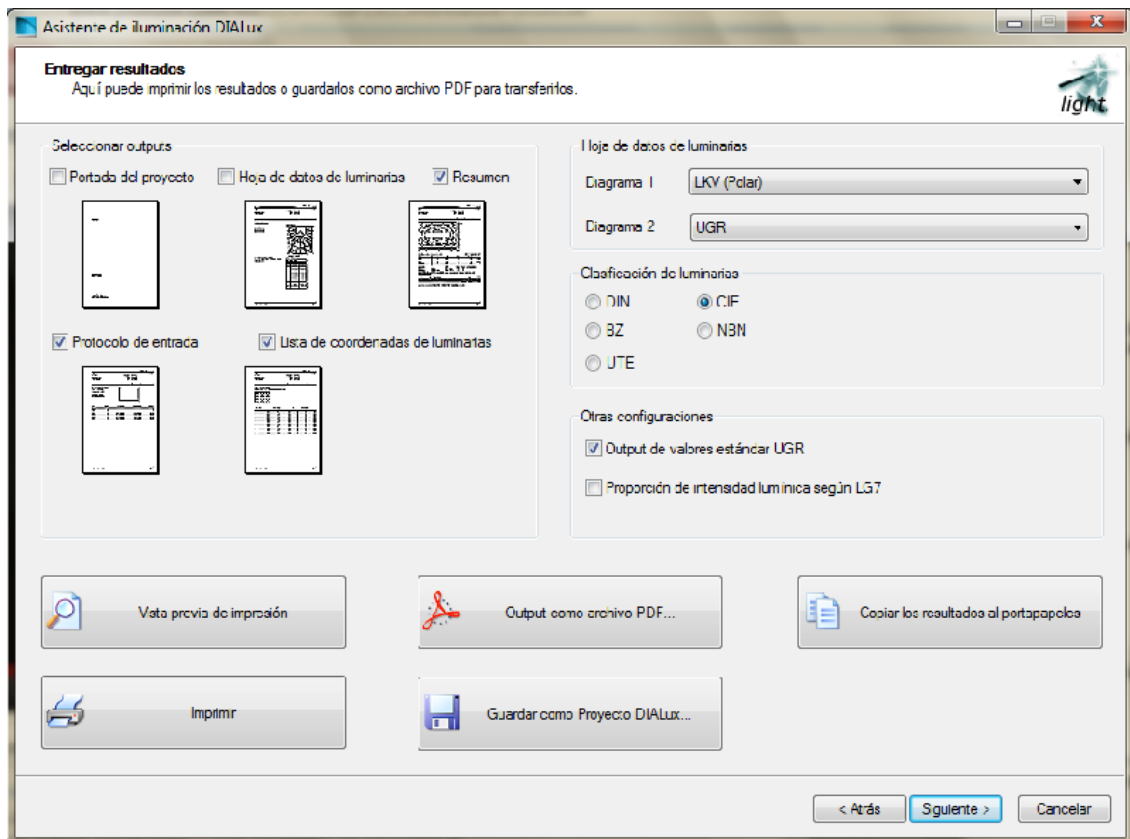 Asistente de iluminación DIALux
Entregar resultados
Aquí puede imprimir los resultados o guardarlos como archivo PDF para transferirlos.
light
Seleccionar outputs
Portada del proyecto
Hoja de datos de luminarias
Resumen
Protocolo de entrada
Lista de coordenadas de luminarias
Hoja de datos de luminarias
Diagrama 1
LKV (Polar)
Diagrama 2
UGR
Clasificación de luminarias
DIN
CIE
BZ
NBN
UTE
Otras configuraciones
Output de valores estándar UGR
Proporción de intensidad lumínica según LG7
Vista previa de impresión
Output como archivo PDF...
Copiar los resultados al portapapeles
Imprimir
Guardar como Proyecto DIALux...
< Atrás
Siguiente >
Cancelar